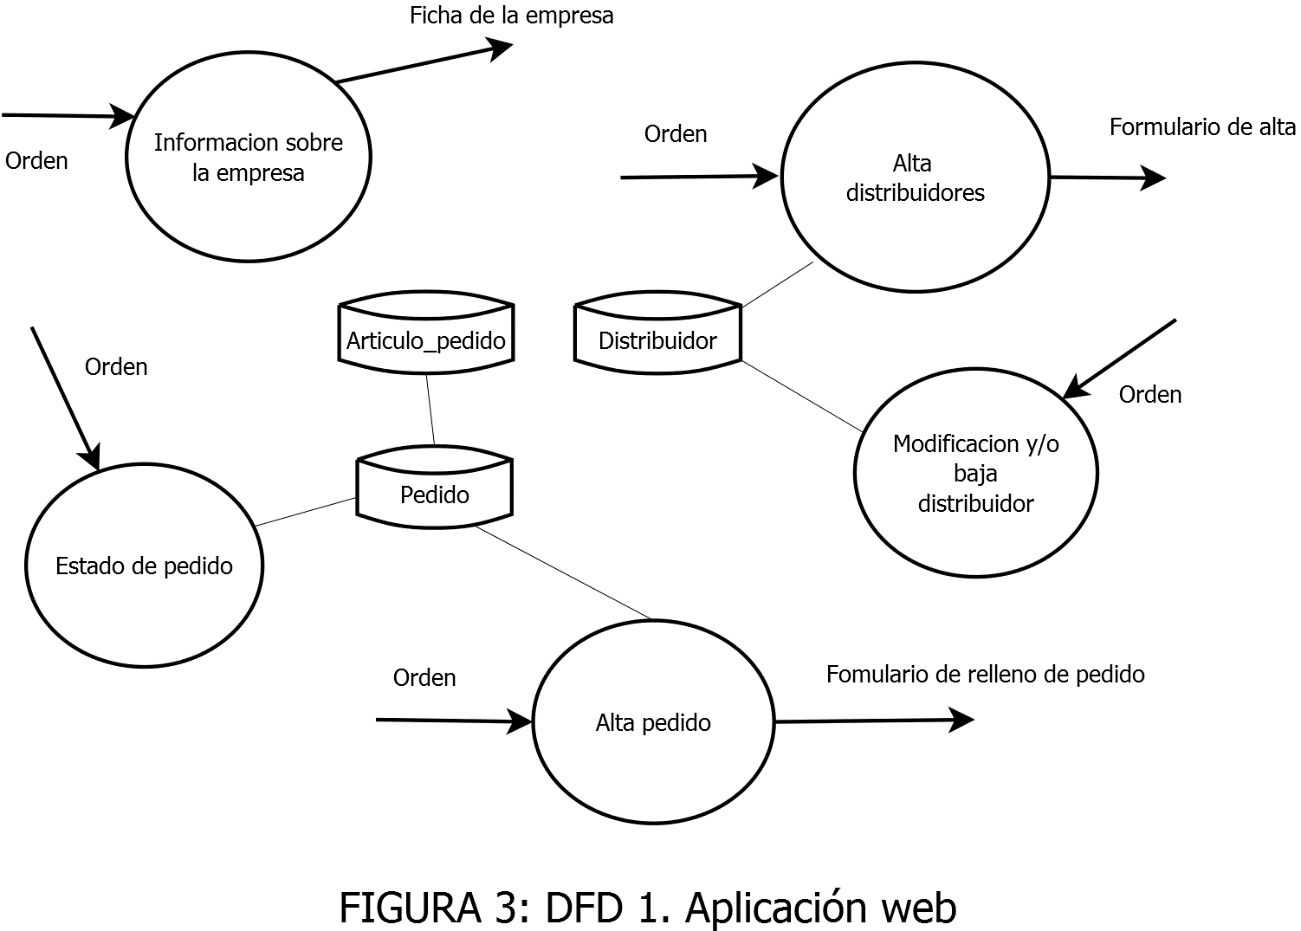 Ficha de la empresa
Orden
Informacion sobre
la empresa
Orden
Alta
distribuidores
Formulario de alta
Articulo_pedido
Distribuidor
Orden
Orden
Modificacion y/o
baja
distribuidor
Pedido
Estado de pedido
Orden
Alta pedido
Fomulario de relleno de pedido
FIGURA 3: DFD 1. Aplicación web